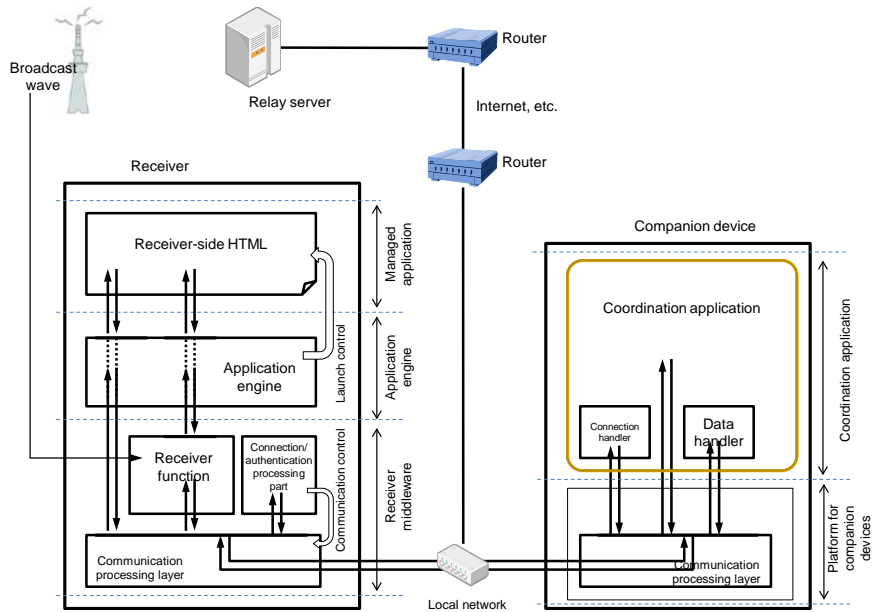 Broadcast
wave
Relay server
Router
Internet, etc.
Router
Receiver
Receiver-side HTML
Managed
application
Application
engine
Launch control
Application
engine
Receiver
function
Connection/
authentication
processing
part
Communication control
Receiver
middleware
Communication
processing layer
Local network
Companion device
Coordination application
Coordination application
Connection
handler
Data
handler
Platform for
companion
devices
Communication
processing layer